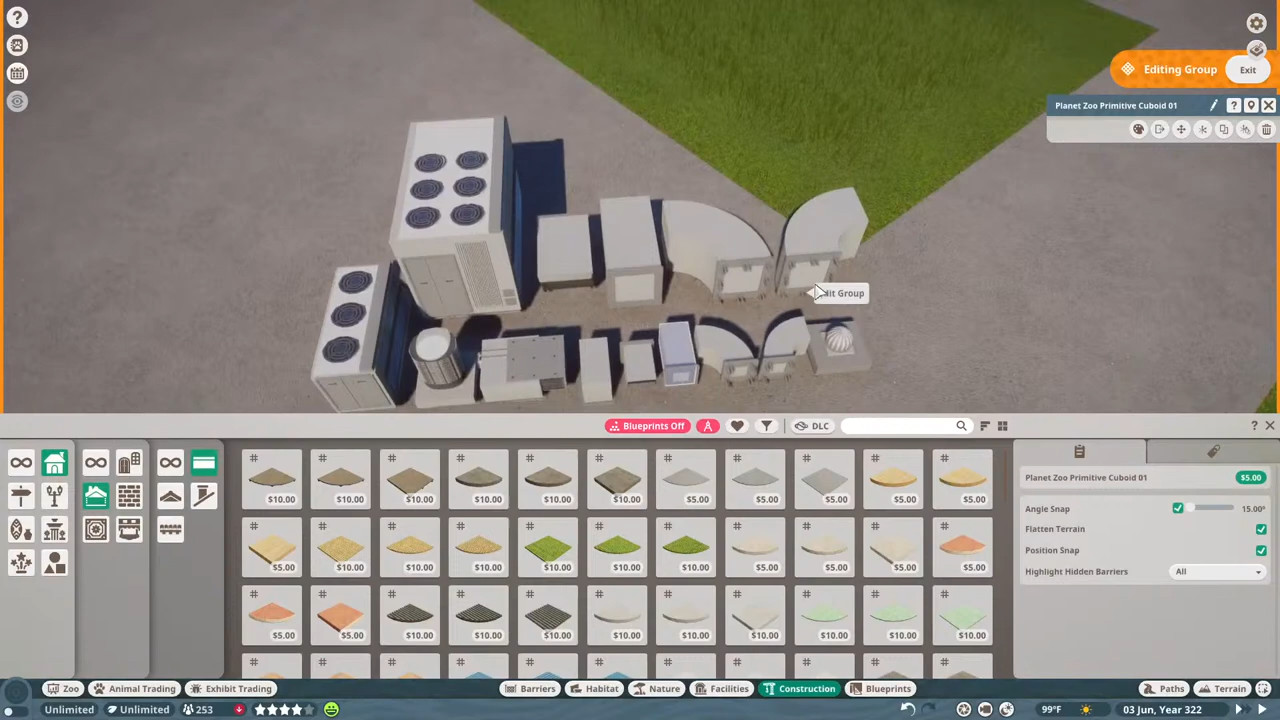 Editing Group
Exit
Planet Zoo Primitive Cuboid 01
?
Edit Group
Blueprints Off
DLC
?
$10.00 $10.00 $10.00 $10.00 $10.00 $10.00 $5.00 $5.00 $5.00 $5.00 $5.00
$5.00 $10.00 $10.00 $10.00 $10.00 $10.00 $10.00 $5.00 $5.00 $5.00 $5.00
$5.00 $5.00 $10.00 $10.00 $10.00 $10.00 $10.00 $10.00 $10.00 $10.00 $10.00
Planet Zoo Primitive Cuboid 01 $5.00
Angle Snap 15.00°
Flatten Terrain
Position Snap
Highlight Hidden Barriers All
Zoo Animal Trading Exhibit Trading Barriers Habitat Nature Facilities Construction Blueprints Paths Terrain
Unlimited Unlimited 253 99°F 03 Jun, Year 322